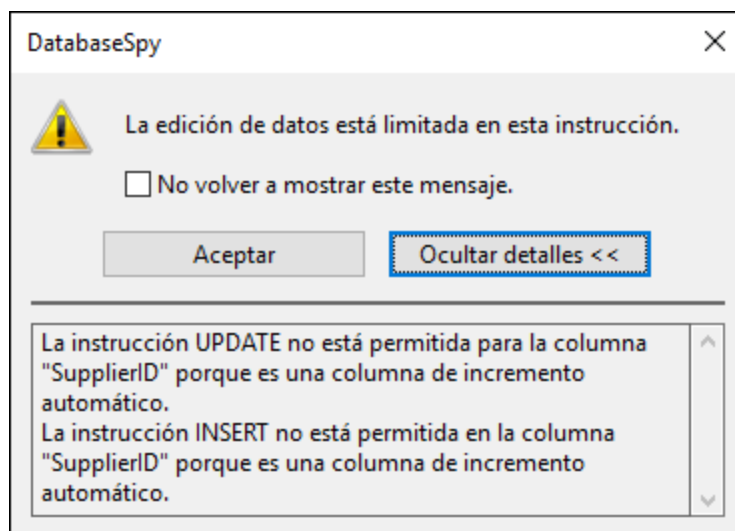 DatabaseSpy
La edición de datos está limitada en esta instrucción.
No volver a mostrar este mensaje.
Aceptar
Ocultar detalles <<
La instrucción UPDATE no está permitida para la columna
"SupplierID" porque es una columna de incremento
automático.
La instrucción INSERT no está permitida en la columna
"SupplierID" porque es una columna de incremento
automático.